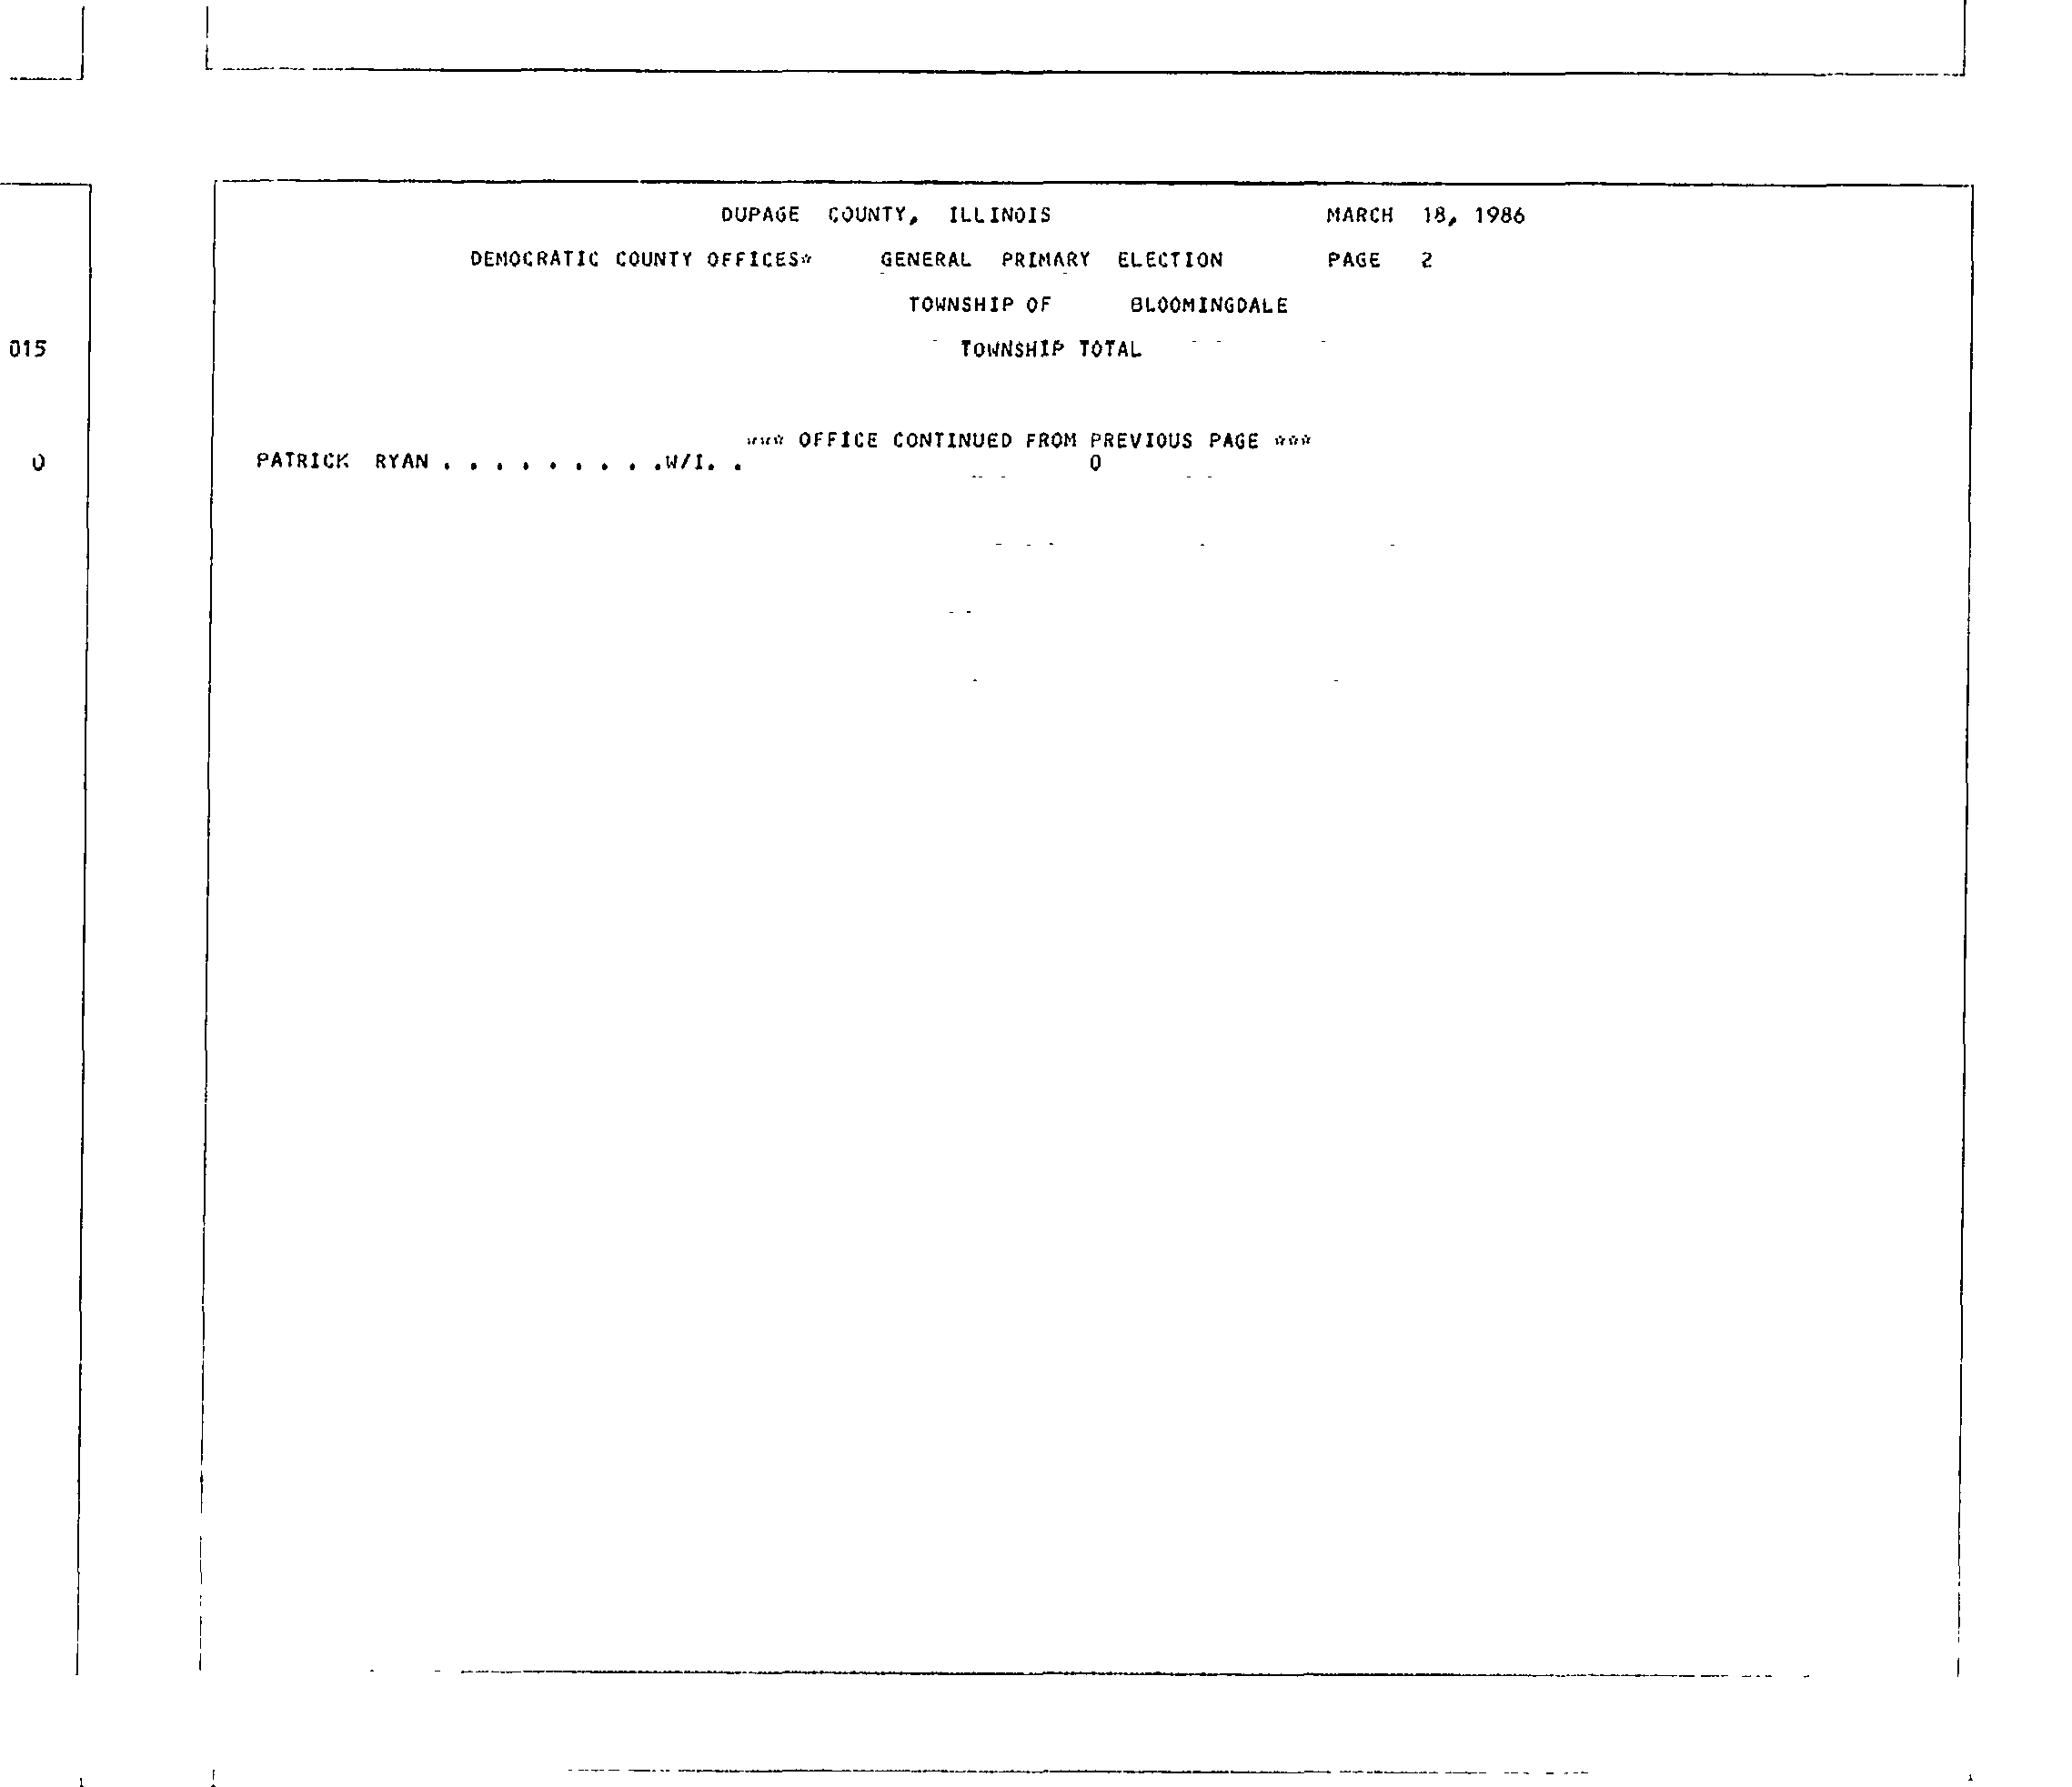 DUPAGE COUNTY, ILLINOIS MARCH 18, 1986
DEMOCRATIC COUNTY OFFICES* GENERAL PRIMARY ELECTION PAGE 2
TOWNSHIP OF BLOOMINGDALE
015 TOWNSHIP TOTAL
*** OFFICE CONTINUED FROM PREVIOUS PAGE ***
0 PATRICK RYAN . . . . . . . . .W/I. . 0